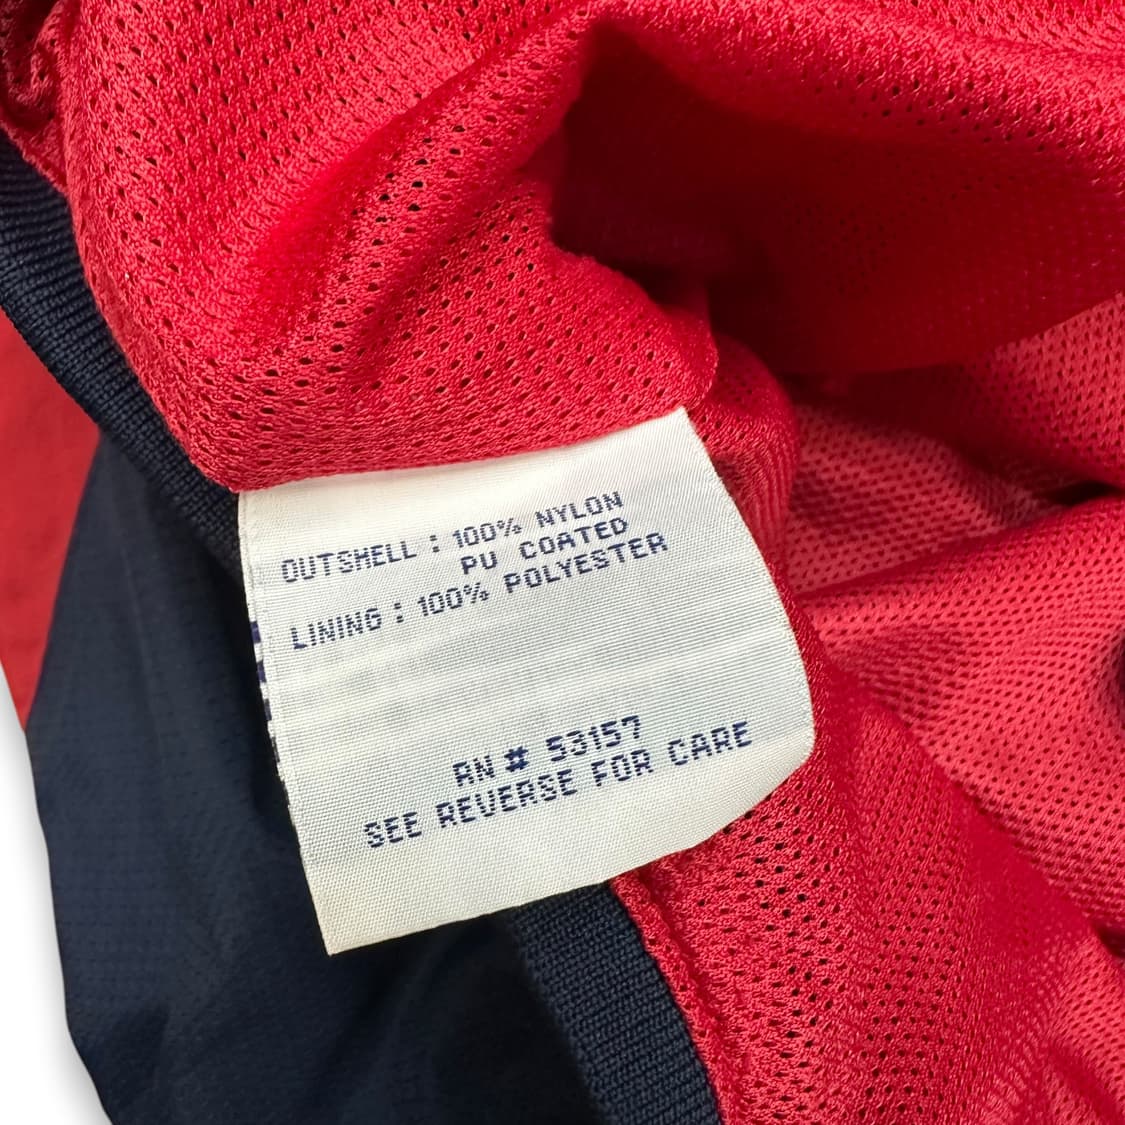 OUTSHELL : 100% NYLON
PU COATED
LINING : 100% POLYESTER
RN # 53157
SEE REVERSE FOR CARE